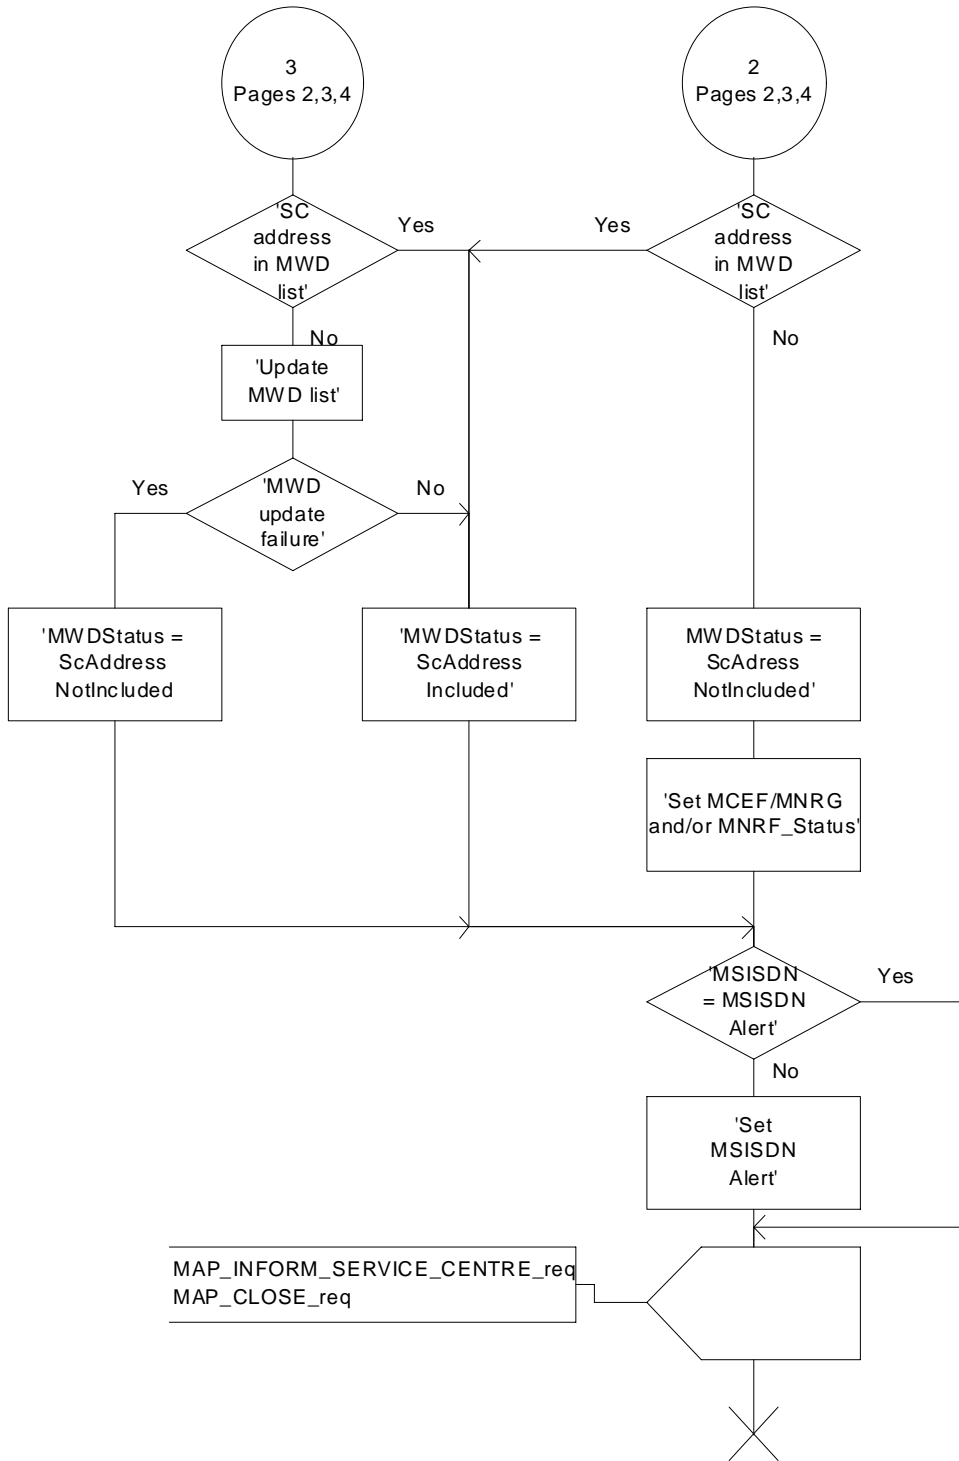 3
Pages 2,3,4
2
Pages 2,3,4
'SC
address
in MWD
list'
Yes
Yes
'SC
address
in MWD
list'
No
No
'Update
MWD list'
Yes
'MWD
update
failure'
No
'MWDStatus =
ScAddress
NotIncluded
'MWDStatus =
ScAddress
Included'
MWDStatus =
ScAdress
NotIncluded'
'Set MCEF/MNRG
and/or MNRF_Status'
'MSISDN
= MSISDN
Alert'
Yes
No
'Set
MSISDN
Alert'
MAP_INFORM_SERVICE_CENTRE_req
MAP_CLOSE_req